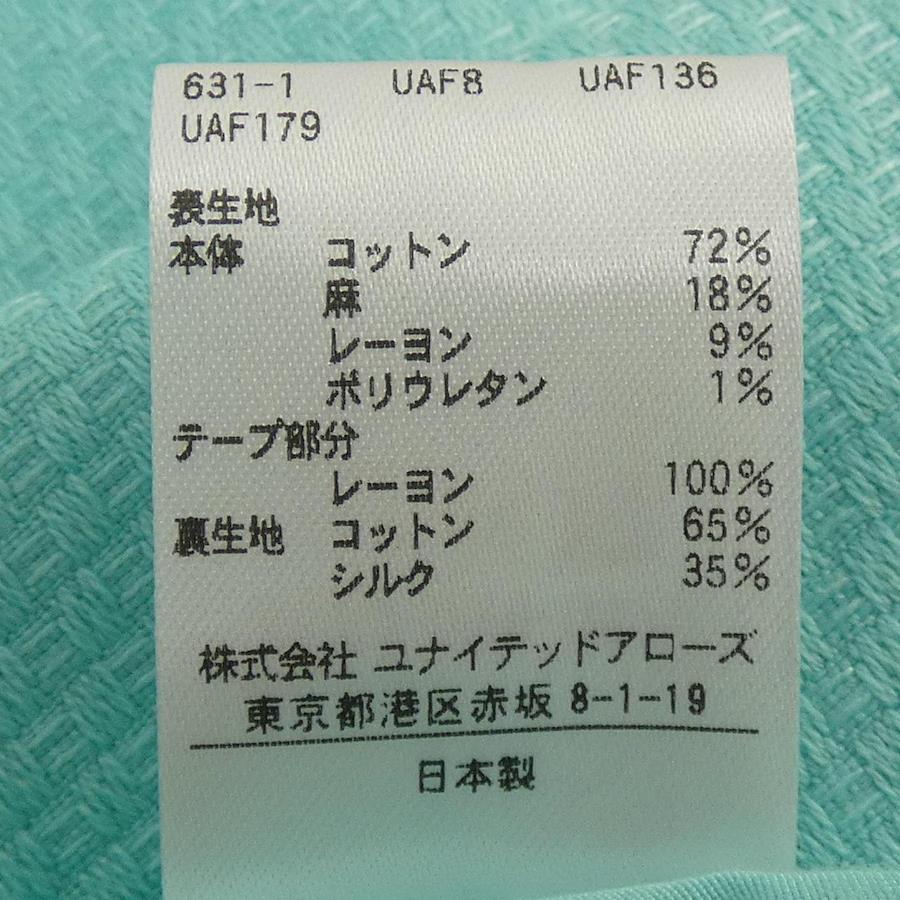 631-1 UAF8 UAF136
UAF179
表生地
本体 コットン 72%
麻 18%
レーヨン 9%
ポリウレタン 1%
テープ部分
レーヨン 100%
裏生地 コットン 65%
シルク 35%
株式会社 ユナイテッドアローズ
東京都港区赤坂 8-1-19
日本製